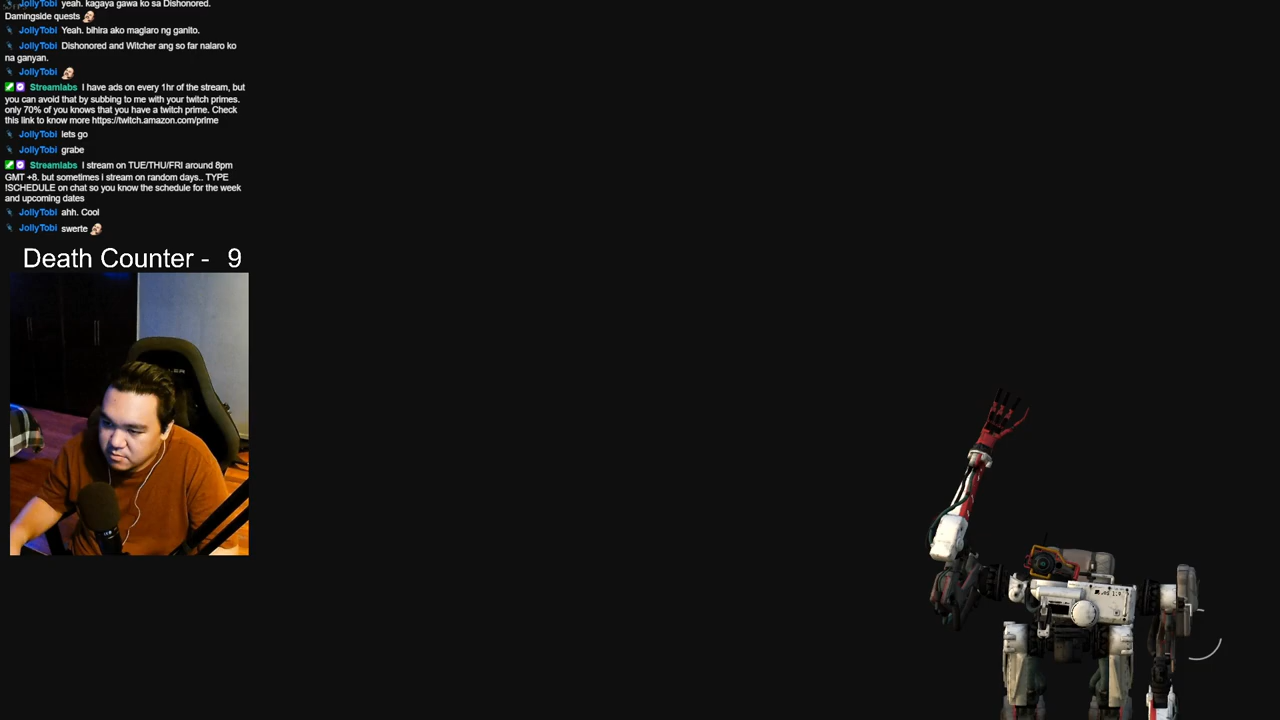 JollyTobi yeah. kagaya gawa ko sa Dishonored.
Damingside quests
JollyTobi Yeah. bihira ako maglaro ng ganito.
JollyTobi Dishonored and Witcher ang so far nalaro ko
na ganyan.
JollyTobi
Streamlabs I have ads on every 1hr of the stream, but
you can avoid that by subbing to me with your twitch primes.
only 70% of you knows that you have a twitch prime. Check
this link to know more https://twitch.amazon.com/prime
JollyTobi lets go
JollyTobi grabe
Streamlabs I stream on TUE/THU/FRI around 8pm
GMT +8. but sometimes i stream on random days.. TYPE
!SCHEDULE on chat so you know the schedule for the week
and upcoming dates
JollyTobi ahh. Cool
JollyTobi swerte
Death Counter - 9